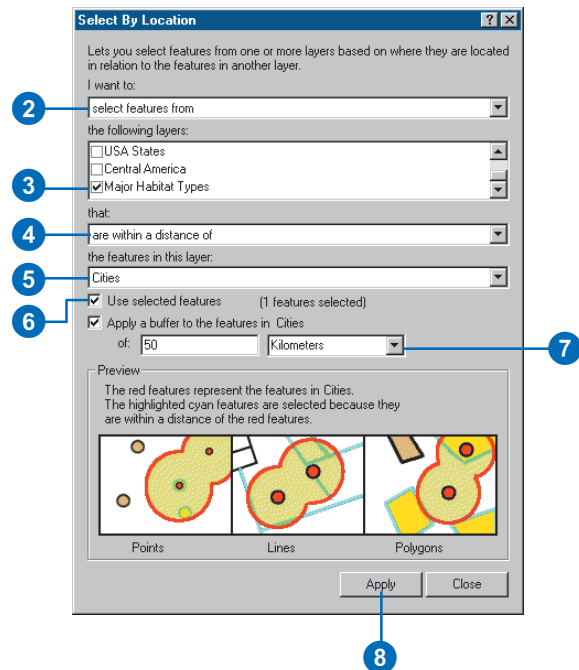 Select By Location
Lets you select features from one or more layers based on where they are located
in relation to the features in another layer.
I want to:
2
select features from
the following layers:
USA States
Central America
3
Major Habitat Types
that:
4
are within a distance of
the features in this layer:
5
Cities
6
Use selected features (1 features selected)
Apply a buffer to the features in Cities
of: 50 Kilometers
7
Preview
The red features represent the features in Cities.
The highlighted cyan features are selected because they
are within a distance of the red features.
Points Lines Polygons
Apply Close
8